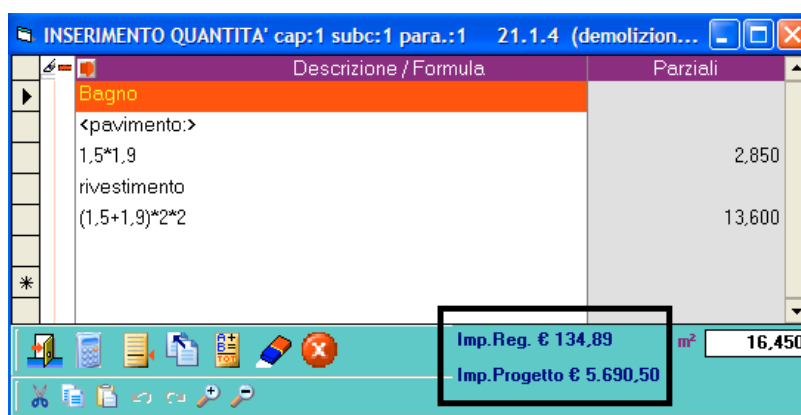 INSERIMENTO QUANTITA' cap:1 subc:1 para.:1 21.1.4 (demolizion...
Descrizione / Formula Parziali
Bagno
<pavimento:>
1,5*1,9 2,850
rivestimento
(1,5+1,9)*2*2 13,600
Imp.Reg. € 134,89 m² 16,450
Imp.Progetto € 5.690,50